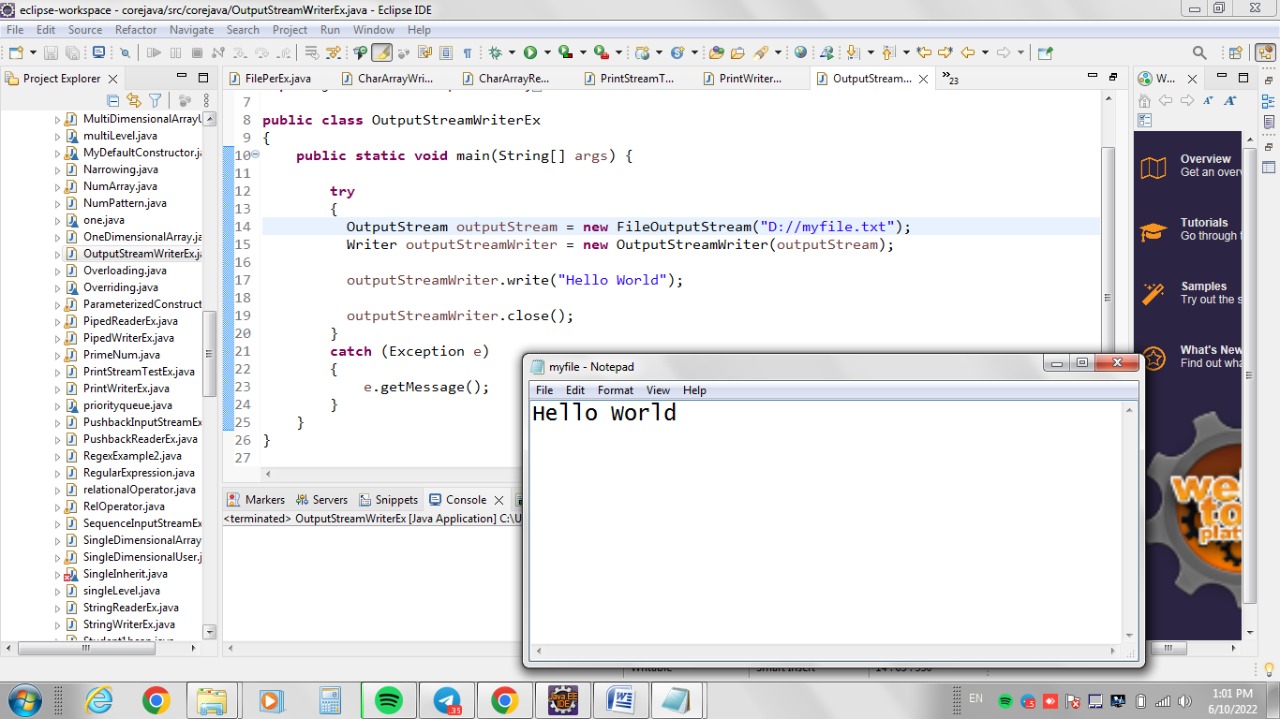 eclipse-workspace - corejava/src/corejava/OutputStreamWriterEx.java - Eclipse IDE
File Edit Source Refactor Navigate Search Project Run Window Help
Project Explorer
MultiDimensionalArrayU
multiLevel.java
MyDefaultConstructor.ja
Narrowing.java
NumArray.java
NumPattern.java
one.java
OneDimensionalArray.ja
OutputStreamWriterEx.ja
Overloading.java
Overriding.java
ParameterizedConstruct
PipedReaderEx.java
PipedWriterEx.java
PrimeNum.java
PrintStreamTestEx.java
PrintWriterEx.java
priorityqueue.java
PushbackInputStreamEx
PushbackReaderEx.java
RegexExample2.java
RegularExpression.java
relationalOperator.java
RelOperator.java
SequenceInputStreamEx
SingleDimensionalArray
SingleDimensionalUser.j
SingleInherit.java
singleLevel.java
StringReaderEx.java
StringWriterEx.java
FilePerEx.java CharArrayWri... CharArrayRe... PrintStreamT... PrintWriter... OutputStream... »23
7
8 public class OutputStreamWriterEx
9 {
10 public static void main(String[] args) {
11
12 try
13 {
14 OutputStream outputStream = new FileOutputStream("D://myfile.txt");
15 Writer outputStreamWriter = new OutputStreamWriter(outputStream);
16
17 outputStreamWriter.write("Hello World");
18
19 outputStreamWriter.close();
20 }
21 catch (Exception e)
22 {
23 e.getMessage();
24 }
25 }
26 }
27
Markers Servers Snippets Console
<terminated> OutputStreamWriterEx [Java Application] C:\U
myfile - Notepad
File Edit Format View Help
Hello World
W...
Overview
Get an over
Tutorials
Go through t
Samples
Try out the s
What's New
Find out wha
EN
1:01 PM
6/10/2022